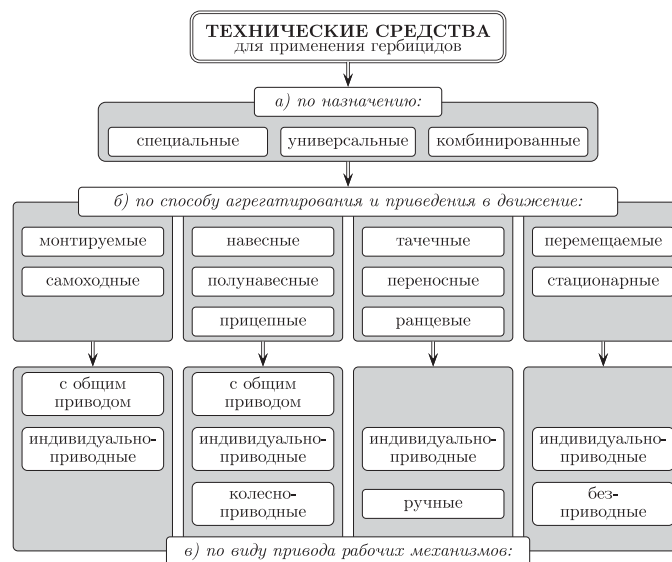 ТЕХНИЧЕСКИЕ СРЕДСТВА
для применения гербицидов
а) по назначению:
специальные
универсальные
комбинированные
б) по способу агрегатирования и приведения в движение:
монтируемые
самоходные
навесные
полунавесные
прицепные
тачечные
переносные
ранцевые
перемещаемые
стационарные
с общим
приводом
индивидуально-
приводные
с общим
приводом
индивидуально-
приводные
колесно-
приводные
индивидуально-
приводные
ручные
индивидуально-
приводные
без-
приводные
в) по виду привода рабочих механизмов: